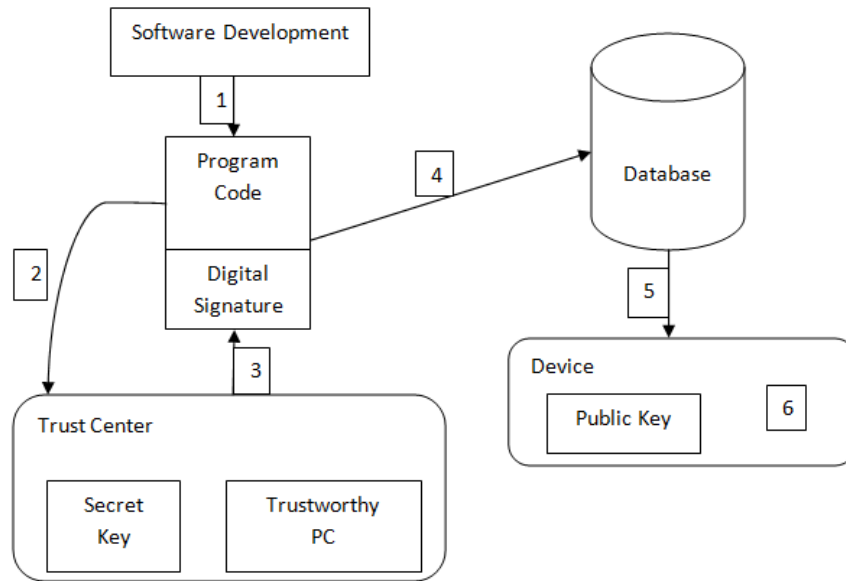 Software Development
1
Program
Code
4
Database
2
Digital
Signature
5
3
Device
Public Key
6
Trust Center
Secret
Key
Trustworthy
PC